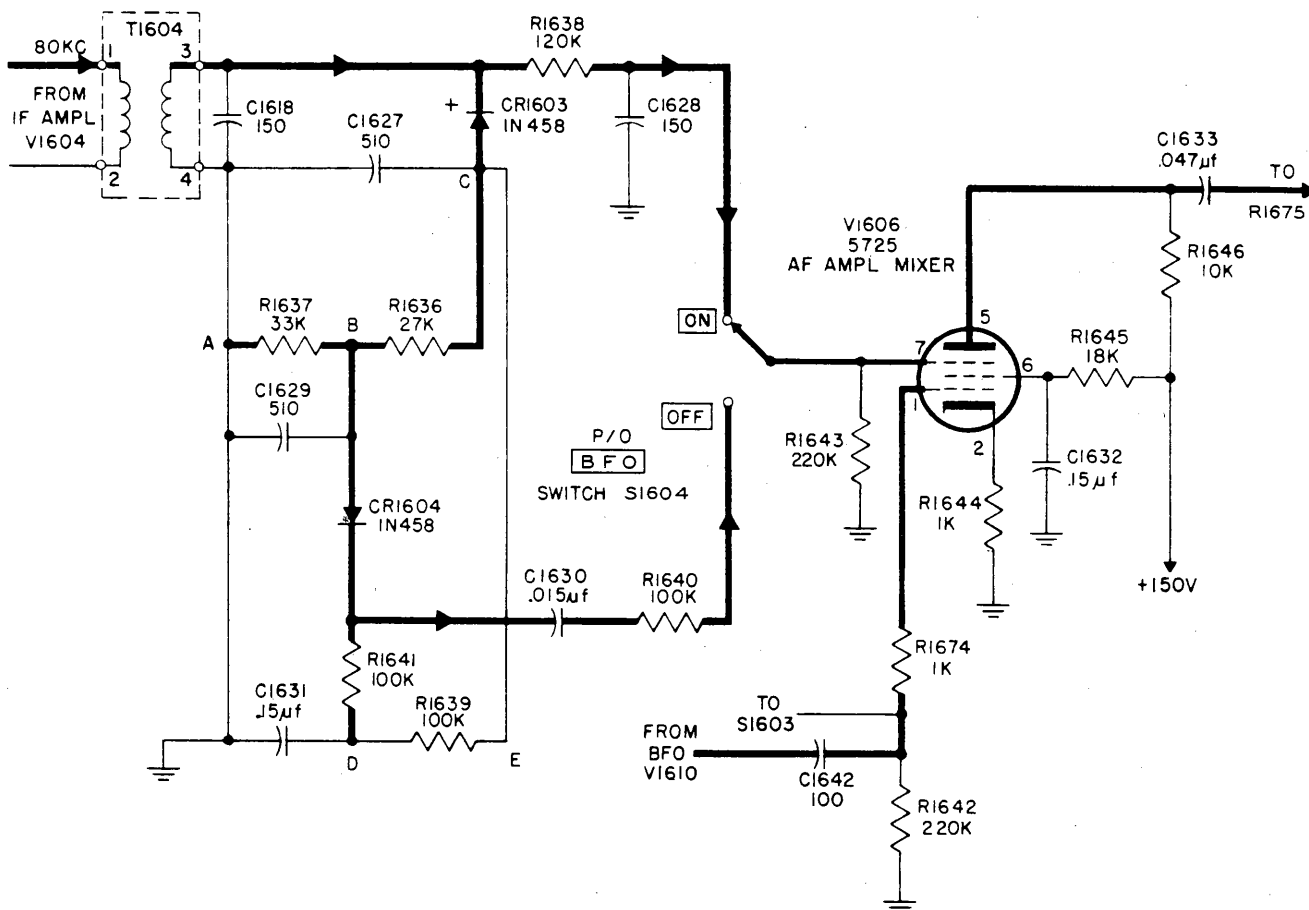 T1604
80KC
1
3
FROM
IF AMPL
V1604
2
4
C1618
150
C1627
510
+
CR1603
1N458
C
R1638
120K
C1628
150
C1633
.047µf
TO
R1675
V1606
5725
AF AMPL MIXER
R1646
10K
A
R1637
33K
B
R1636
27K
ON
5
7
6
1
2
R1645
18K
C1629
510
OFF
P/O
BFO
SWITCH S1604
R1643
220K
C1632
.15µf
R1644
1K
+150V
CR1604
1N458
C1630
.015µf
R1640
100K
R1641
100K
C1631
.15µf
R1639
100K
D
E
R1674
1K
TO
S1603
FROM
BFO
V1610
C1642
100
R1642
220K